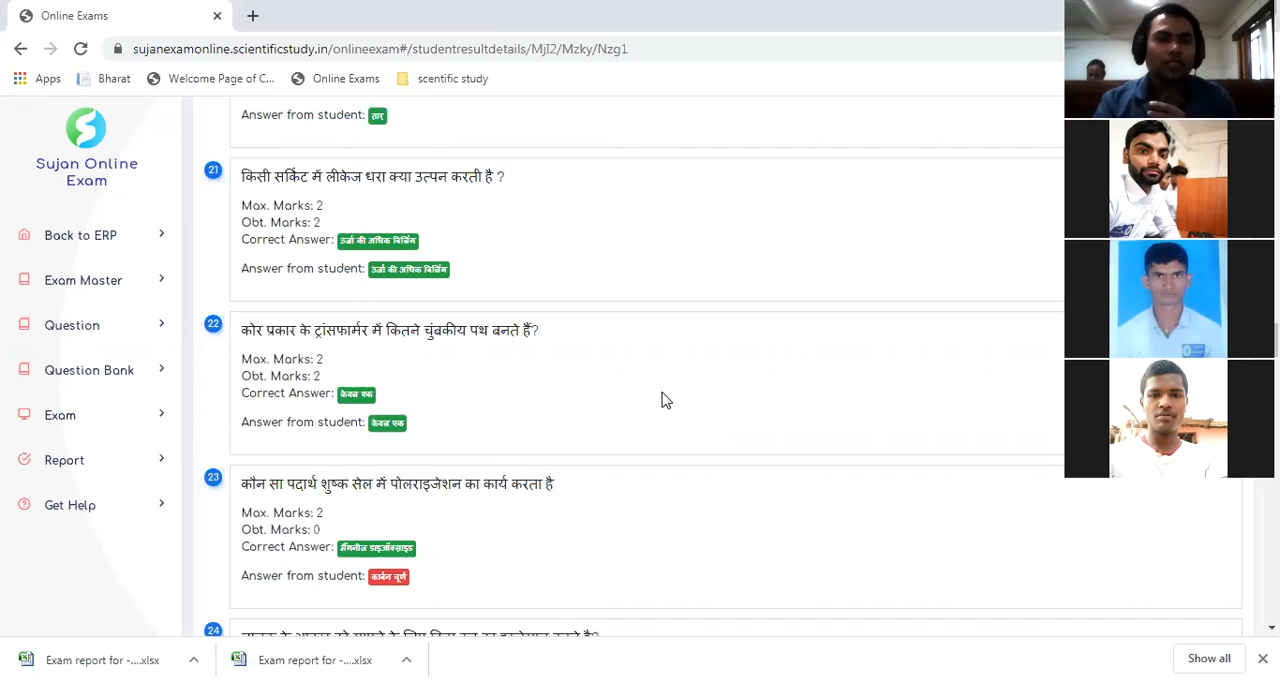 Online Exams
sujanexamonline.scientificstudy.in/onlineexam#/studentresultdetails/MjI2/Mzky/Nzg1
Apps Bharat Welcome Page of C... Online Exams scientific study
Sujan Online
Exam
Back to ERP
Exam Master
Question
Question Bank
Exam
Report
Get Help
Answer from student: तार
21
किसी सर्किट में लीकेज धरा क्या उत्पन करती है ?
Max. Marks: 2
Obt. Marks: 2
Correct Answer: उर्जा की अधिक बिलिंग
Answer from student: उर्जा की अधिक बिलिंग
22
कोर प्रकार के ट्रांसफार्मर में कितने चुंबकीय पथ बनते हैं?
Max. Marks: 2
Obt. Marks: 2
Correct Answer: केवल एक
Answer from student: केवल एक
23
कौन सा पदार्थ शुष्क सेल में पोलराइजेशन का कार्य करता है
Max. Marks: 2
Obt. Marks: 0
Correct Answer: मैंगनीज डाइऑक्साइड
Answer from student: कार्बन चूर्ण
24
Exam report for -....xlsx Exam report for -....xlsx Show all